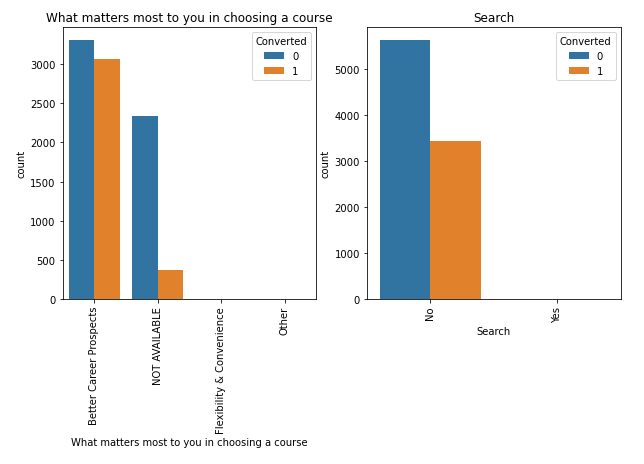 What matters most to you in choosing a course
3000
2500
2000
1500
1000
500
0
count
Converted
0
1
Better Career Prospects
NOT AVAILABLE
Flexibility & Convenience
Other
What matters most to you in choosing a course
Search
5000
4000
3000
2000
1000
0
count
Converted
0
1
No
Yes
Search